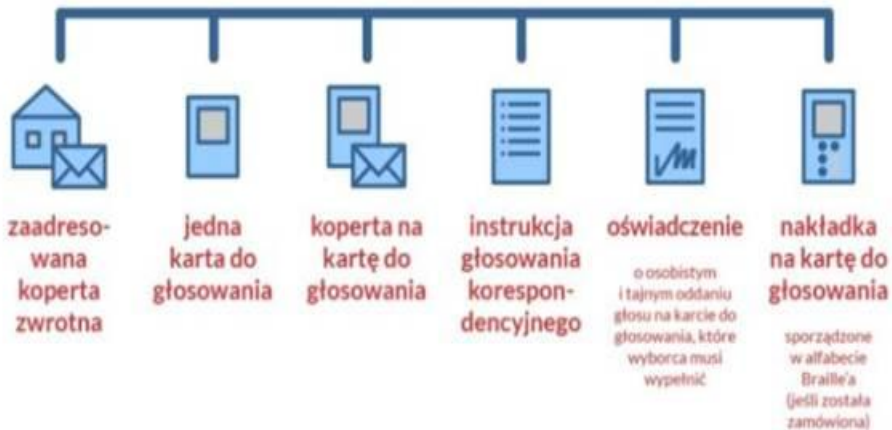 zaadreso-
wana
koperta
zwrotna
jedna
karta do
głosowania
koperta na
kartę do
głosowania
instrukcja
głosowania
korespon-
dencyjnego
oświadczenie
o osobistym
i tajnym oddaniu
głosu na karcie do
głosowania, które
wyborca musi
wypełnić
nakładka
na kartę do
głosowania
sporządzone
w alfabecie
Braille'a
(jeśli została
zamówiona)